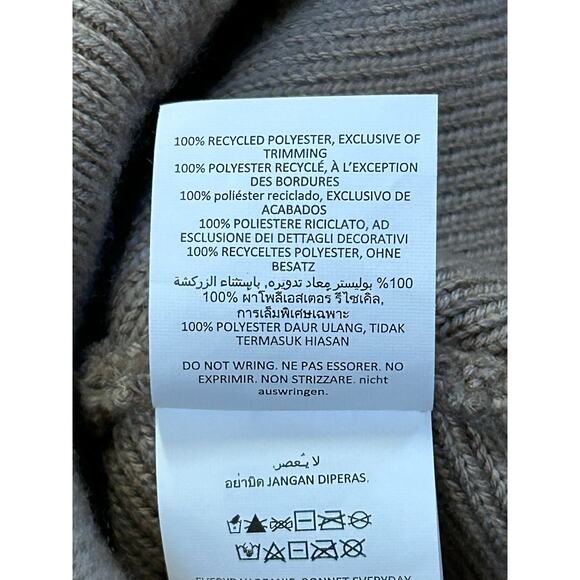 100% RECYCLED POLYESTER, EXCLUSIVE OF
TRIMMING
100% POLYESTER RECYCLÉ, À L'EXCEPTION
DES BORDURES
100% poliéster reciclado, EXCLUSIVO DE
ACABADOS
100% POLIESTERE RICICLATO, AD
ESCLUSIONE DEI DETTAGLI DECORATIVI
100% RECYCELTES POLYESTER, OHNE
BESATZ
100% بوليستر معاد تدويره, باستثناء الزركشة
100% ผาโพลีเอสเตอร รีไซเคิล,
การเล็มพิเศษเฉพาะ
100% POLYESTER DAUR ULANG, TIDAK
TERMASUK HIASAN
DO NOT WRING. NE PAS ESSORER. NO
EXPRIMIR. NON STRIZZARE. nicht
auswringen.
لا يُعصر
อย่าบิด JANGAN DIPERAS.